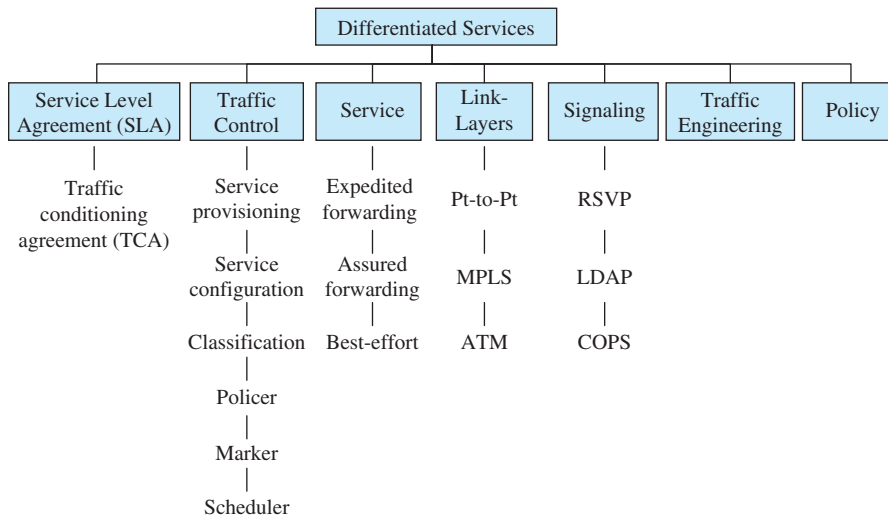 Differentiated Services
Service Level
Agreement (SLA)
Traffic
Control
Service
Link-
Layers
Signaling
Traffic
Engineering
Policy
Traffic
conditioning
agreement (TCA)
Service
provisioning
Service
configuration
Classification
Policer
Marker
Scheduler
Expedited
forwarding
Assured
forwarding
Best-effort
Pt-to-Pt
MPLS
ATM
RSVP
LDAP
COPS